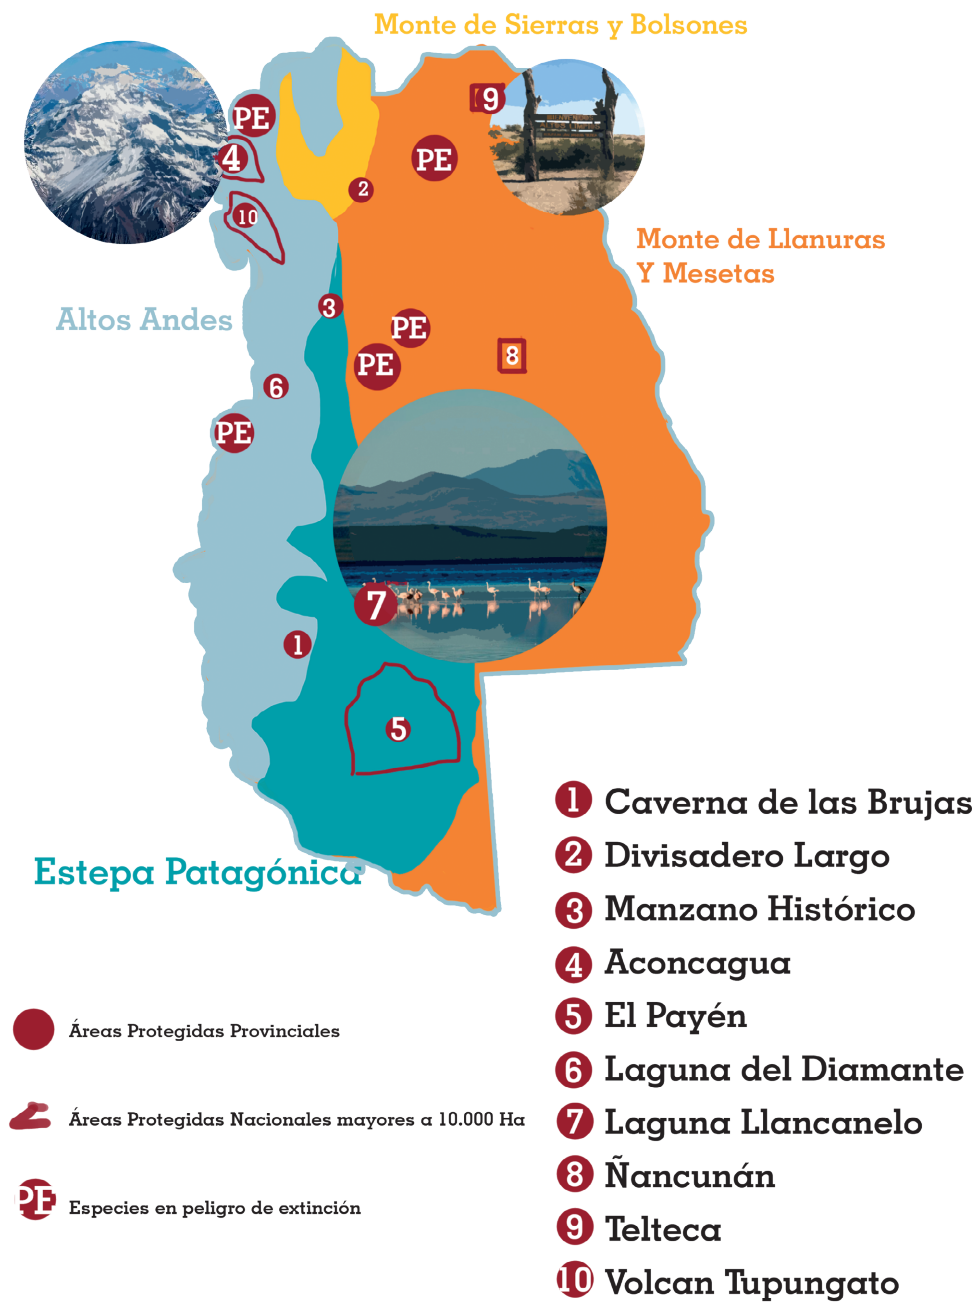 Monte de Sierras y Bolsones
9
PE
4
PE
2
10
Monte de Llanuras
Y Mesetas
3
Altos Andes
PE
8
PE
6
PE
7
1
5
1 Caverna de las Brujas
2 Divisadero Largo
Estepa Patagónica
3 Manzano Histórico
4 Aconcagua
5 El Payén
Áreas Protegidas Provinciales
6 Laguna del Diamante
Áreas Protegidas Nacionales mayores a 10.000 Ha
7 Laguna Llancanelo
8 Ñancunán
PE Especies en peligro de extinción
9 Telteca
10 Volcan Tupungato